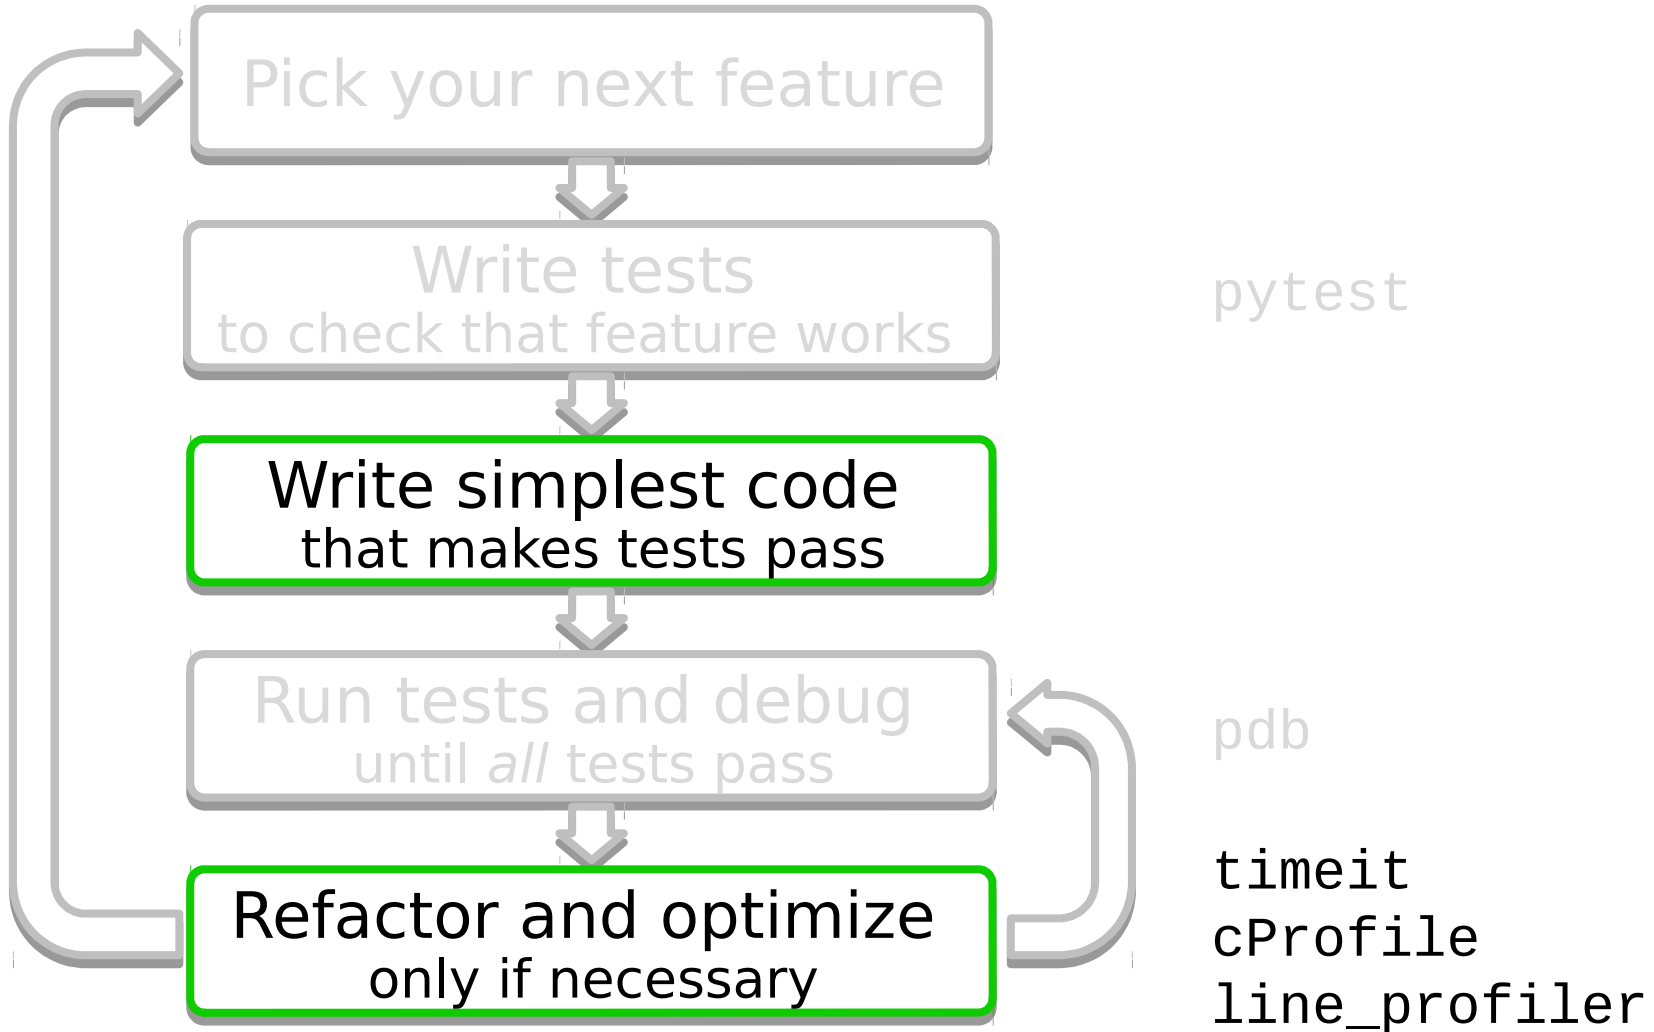 Pick your next feature
Write tests
to check that feature works
pytest
Write simplest code
that makes tests pass
Run tests and debug
until all tests pass
pdb
Refactor and optimize
only if necessary
timeit
cProfile
line_profiler